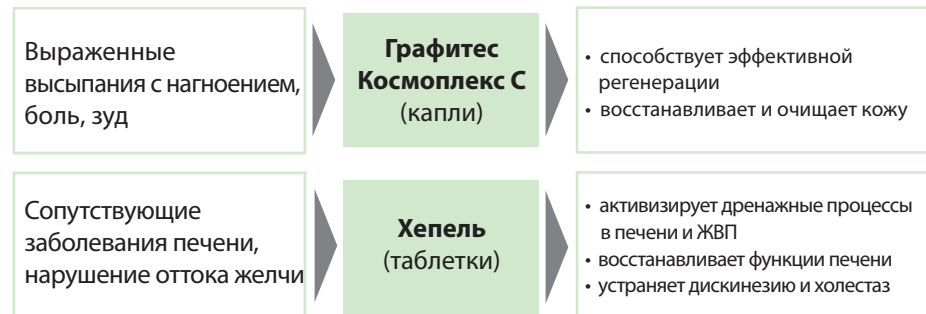 Выраженные
высыпания с нагноением,
боль, зуд
Графитес
Космоплекс С
(капли)
• способствует эффективной
регенерации
• восстанавливает и очищает кожу
Сопутствующие
заболевания печени,
нарушение оттока желчи
Хепель
(таблетки)
• активизирует дренажные процессы
в печени и ЖВП
• восстанавливает функции печени
• устраняет дискинезию и холестаз